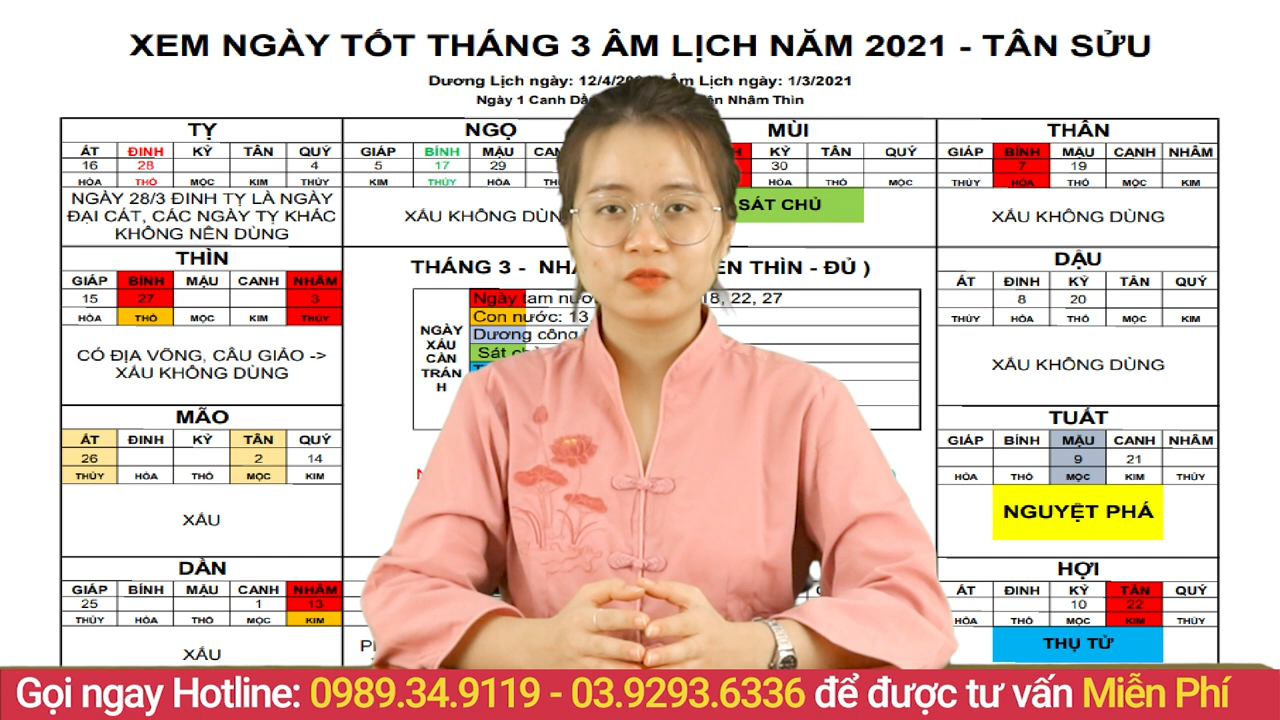 XEM NGÀY TỐT THÁNG 3 ÂM LỊCH NĂM 2021 - TÂN SỬU
Dương Lịch ngày: 12/4/20 Âm Lịch ngày: 1/3/2021
Ngày 1 Canh Dần Nhâm Thìn
TỴ
ẤT ĐINH KỶ TÂN QUÝ
16 28 4
HỎA THỔ MỘC KIM THỦY
NGÀY 28/3 ĐINH TỴ LÀ NGÀY
ĐẠI CÁT, CÁC NGÀY TỴ KHÁC
KHÔNG NÊN DÙNG
NGỌ
GIÁP BÍNH MẬU
5 17 29
KIM THỦY HỎA
XẤU KHÔNG DÙNG
MÙI
KỶ TÂN QUÝ
30
HỎA THỔ MỘC
SÁT CHỦ
THÂN
GIÁP BÍNH MẬU CANH NHÂM
7 19
THỦY HỎA THỔ MỘC KIM
XẤU KHÔNG DÙNG
THÌN
GIÁP BÍNH MẬU CANH NHÂM
15 27 3
HỎA THỔ MỘC KIM THỦY
CÓ ĐỊA VÕNG, CÂU GIẢO ->
XẤU KHÔNG DÙNG
THÁNG 3 - THÌN - ĐỦ )
NGÀY
XẤU
CẦN
TRÁN
H
Ngày tam nươ 18, 22, 27
Con nước: 13
Dương công
Sát
DẬU
ẤT ĐINH KỶ TÂN QUÝ
8 20
THỦY HỎA THỔ MỘC KIM
XẤU KHÔNG DÙNG
MÃO
ẤT ĐINH KỶ TÂN QUÝ
26 2 14
THỦY HỎA THỔ MỘC KIM
XẤU
TUẤT
GIÁP BÍNH MẬU CANH NHÂM
9 21
HỎA THỔ MỘC KIM THỦY
NGUYỆT PHÁ
DẦN
GIÁP BÍNH MẬU CANH NHÂM
25 1 13
THỦY HỎA THỔ MỘC KIM
XẤU
HỢI
ẤT ĐINH KỶ TÂN QUÝ
10 22
HỎA THỔ MỘC KIM THỦY
THỤ TỬ
Gọi ngay Hotline: 0989.34.9119 - 03.9293.6336 để được tư vấn Miễn Phí